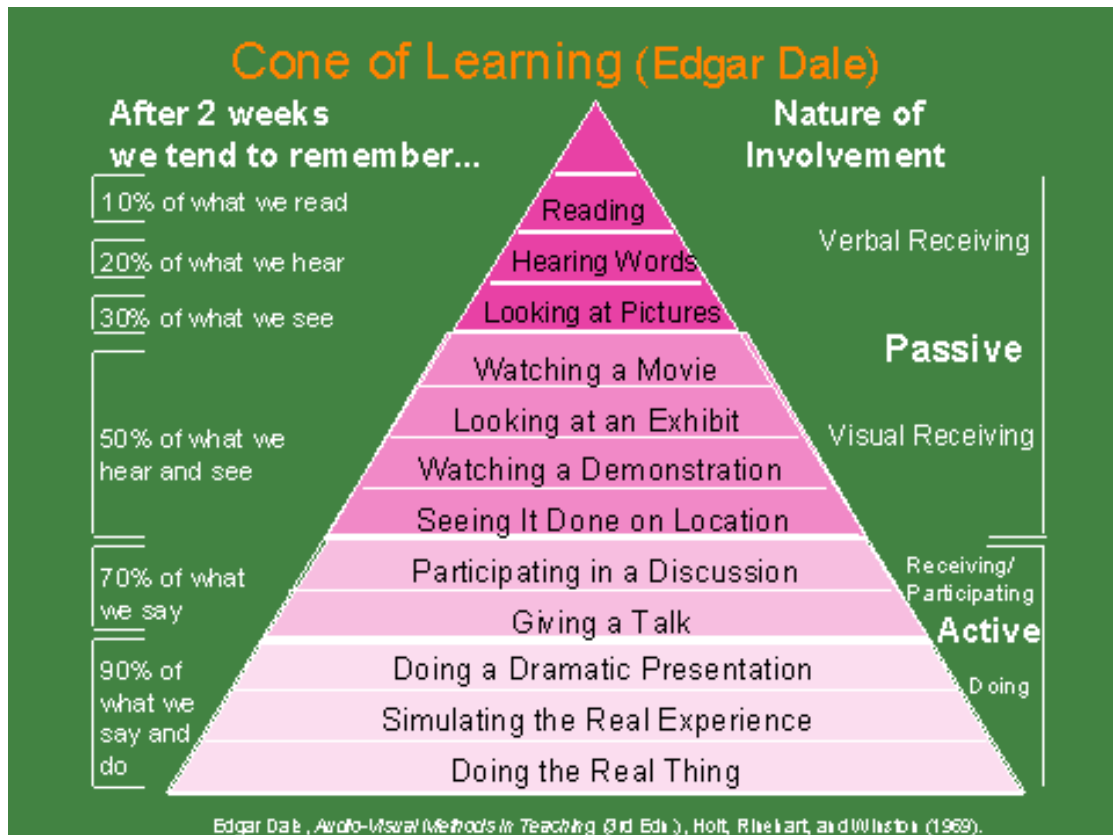 Cone of Learning (Edgar Dale)
After 2 weeks
we tend to remember...
Nature of
Involvement
10% of what we read
20% of what we hear
30% of what we see
50% of what we
hear and see
70% of what
we say
90% of
what we
say and
do
Reading
Hearing Words
Looking at Pictures
Watching a Movie
Looking at an Exhibit
Watching a Demonstration
Seeing It Done on Location
Participating in a Discussion
Giving a Talk
Doing a Dramatic Presentation
Simulating the Real Experience
Doing the Real Thing
Verbal Receiving
Passive
Visual Receiving
Receiving/
Participating
Active
Doing
Edgar Dale, Audio-Visual Methods in Teaching (3rd Edn.), Holt, Rinehart, and Winston (1969).